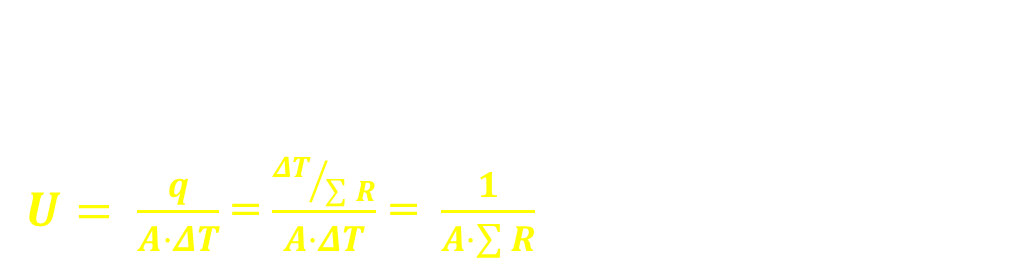 U = q / A·ΔT = ΔT/∑ R / A·ΔT = 1 / A·∑ R